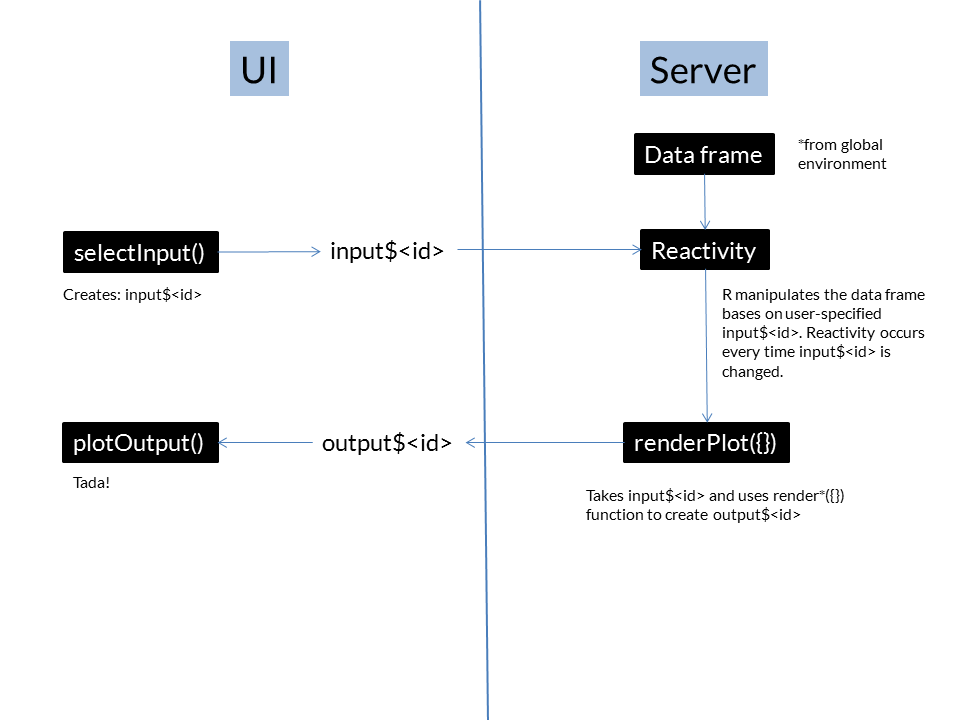 UI
Server
Data frame
*from global
environment
selectInput()
input$<id>
Reactivity
Creates: input$<id>
R manipulates the data frame
bases on user-specified
input$<id>. Reactivity occurs
every time input$<id> is
changed.
plotOutput()
output$<id>
renderPlot({})
Tada!
Takes input$<id> and uses render*({})
function to create output$<id>